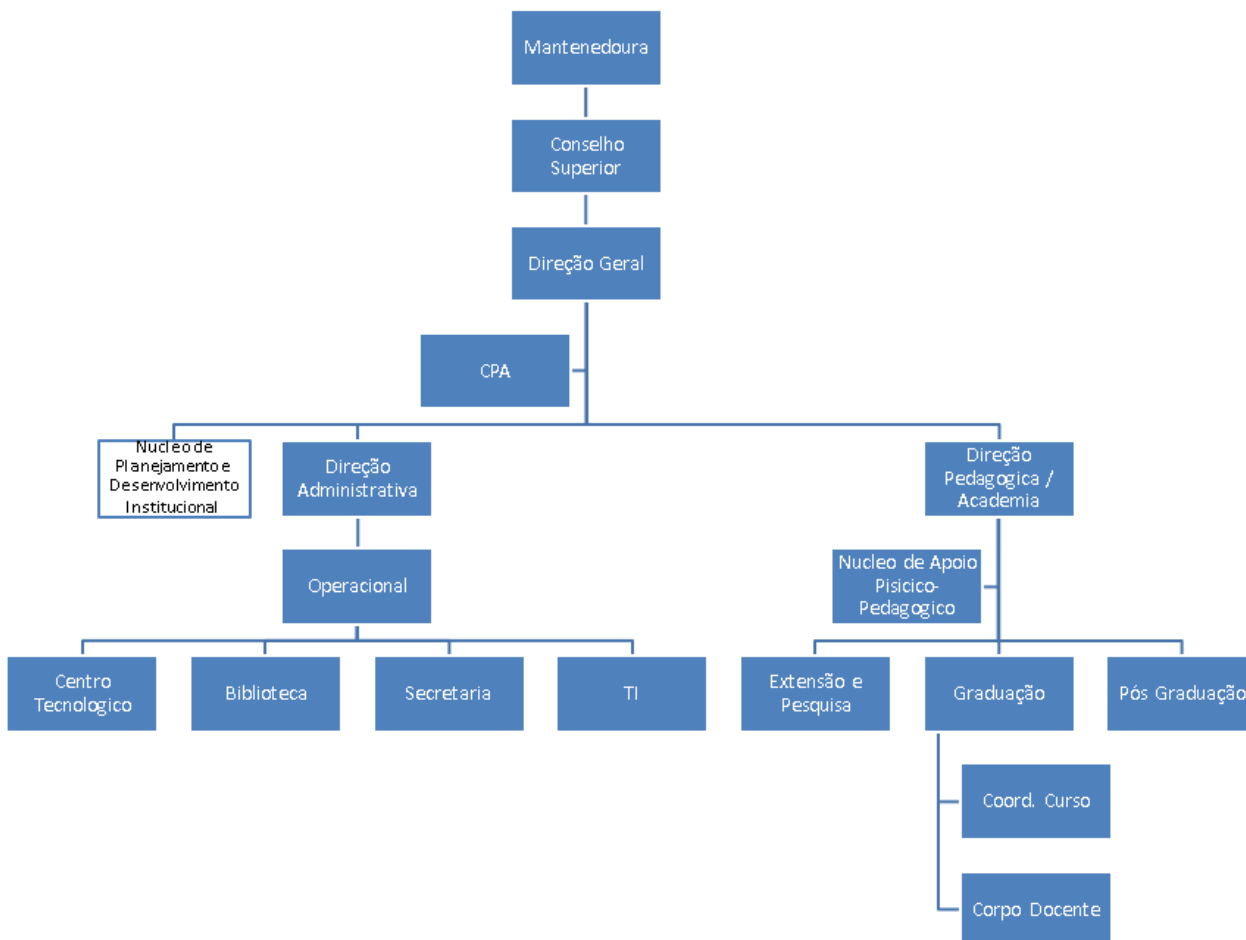 Mantenedoura
Conselho
Superior
Direção Geral
CPA
Nucleo de
Planejamento e
Desenvolvimento
Institucional
Direção
Administrativa
Direção
Pedagogica /
Academia
Operacional
Nucleo de Apoio
Pisicico-
Pedagogico
Centro
Tecnologico
Biblioteca
Secretaria
TI
Extensão e
Pesquisa
Graduação
Pós Graduação
Coord. Curso
Corpo Docente